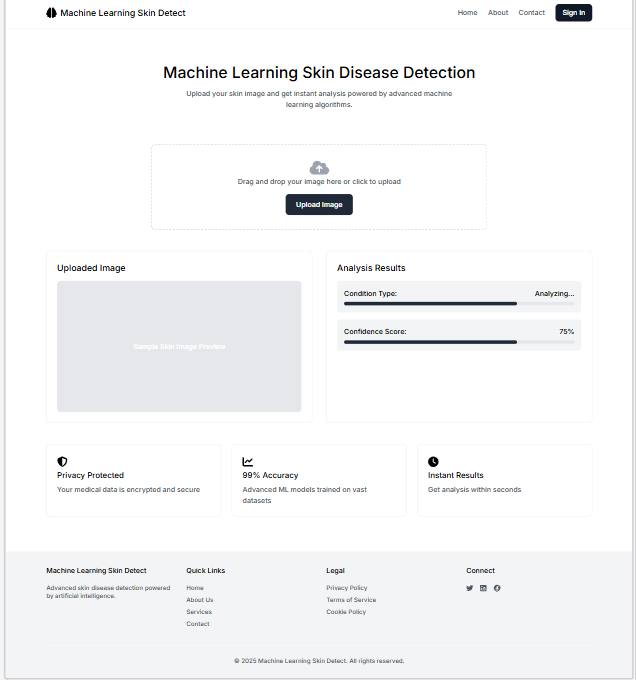 Machine Learning Skin Detect
Home About Contact Sign In
Machine Learning Skin Disease Detection
Upload your skin image and get instant analysis powered by advanced machine
learning algorithms.
Drag and drop your image here or click to upload
Upload Image
Uploaded Image
Sample Skin Image Preview
Analysis Results
Condition Type: Analyzing...
Confidence Score: 75%
Privacy Protected
Your medical data is encrypted and secure
99% Accuracy
Advanced ML models trained on vast
datasets
Instant Results
Get analysis within seconds
Machine Learning Skin Detect
Advanced skin disease detection powered
by artificial intelligence.
Quick Links
Home
About Us
Services
Contact
Legal
Privacy Policy
Terms of Service
Cookie Policy
Connect
© 2025 Machine Learning Skin Detect. All rights reserved.